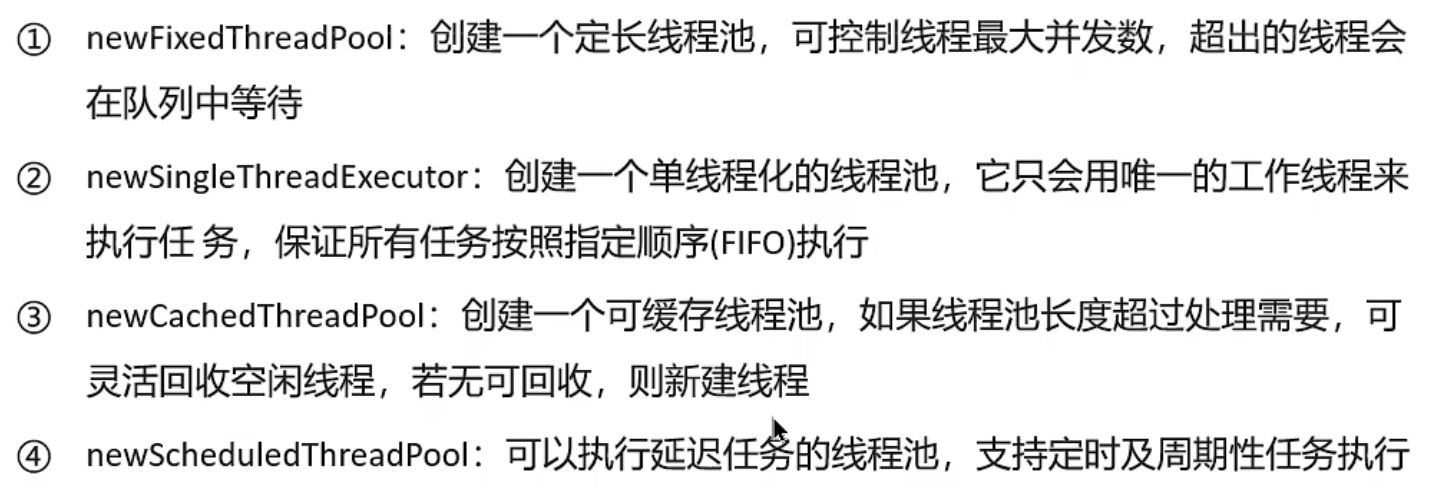 ① newFixedThreadPool：创建一个定长线程池，可控制线程最大并发数，超出的线程会
在队列中等待
② newSingleThreadExecutor：创建一个单线程化的线程池，它只会用唯一的工作线程来
执行任 务，保证所有任务按照指定顺序(FIFO)执行
③ newCachedThreadPool：创建一个可缓存线程池，如果线程池长度超过处理需要，可
灵活回收空闲线程，若无可回收，则新建线程
④ newScheduledThreadPool：可以执行延迟任务的线程池，支持定时及周期性任务执行